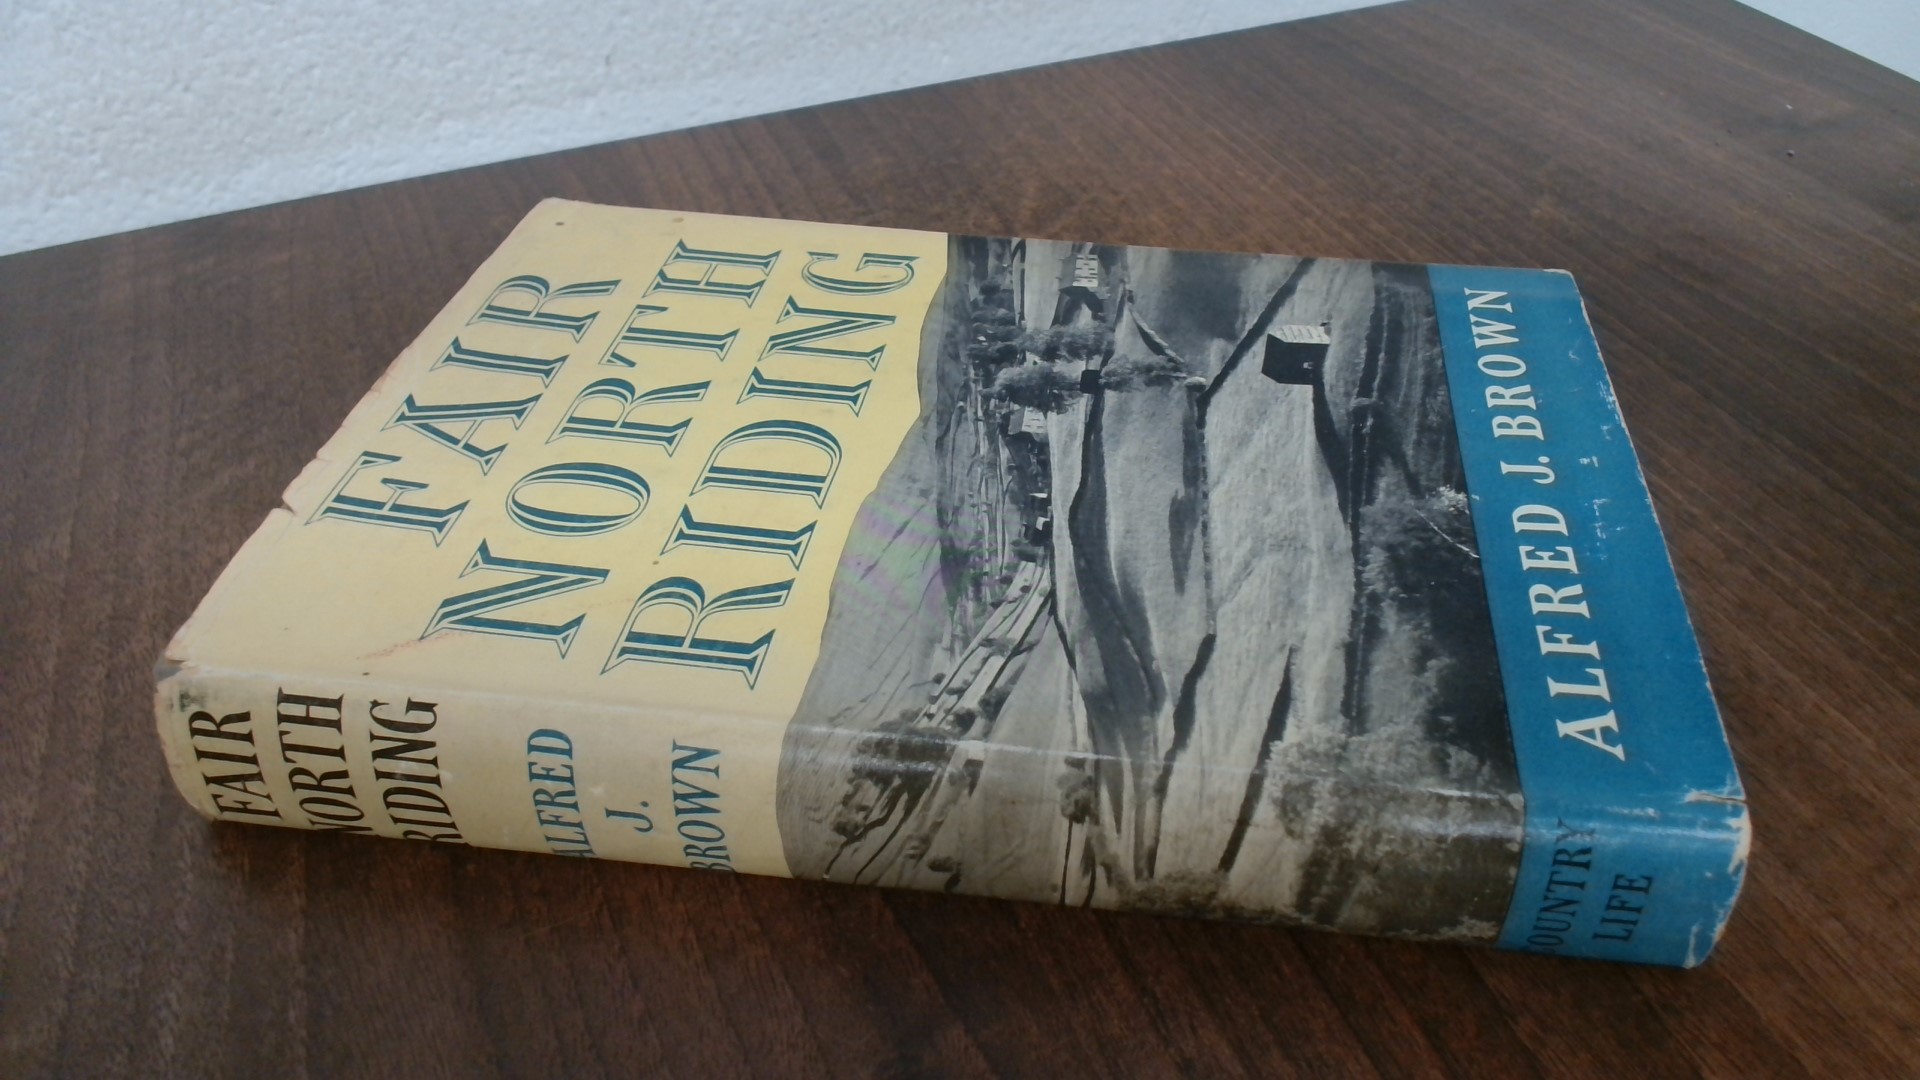 FAIR
NORTH
RIDING
ALFRED J. BROWN
FAIR
NORTH
RIDING
ALFRED
J.
BROWN
COUNTRY
LIFE